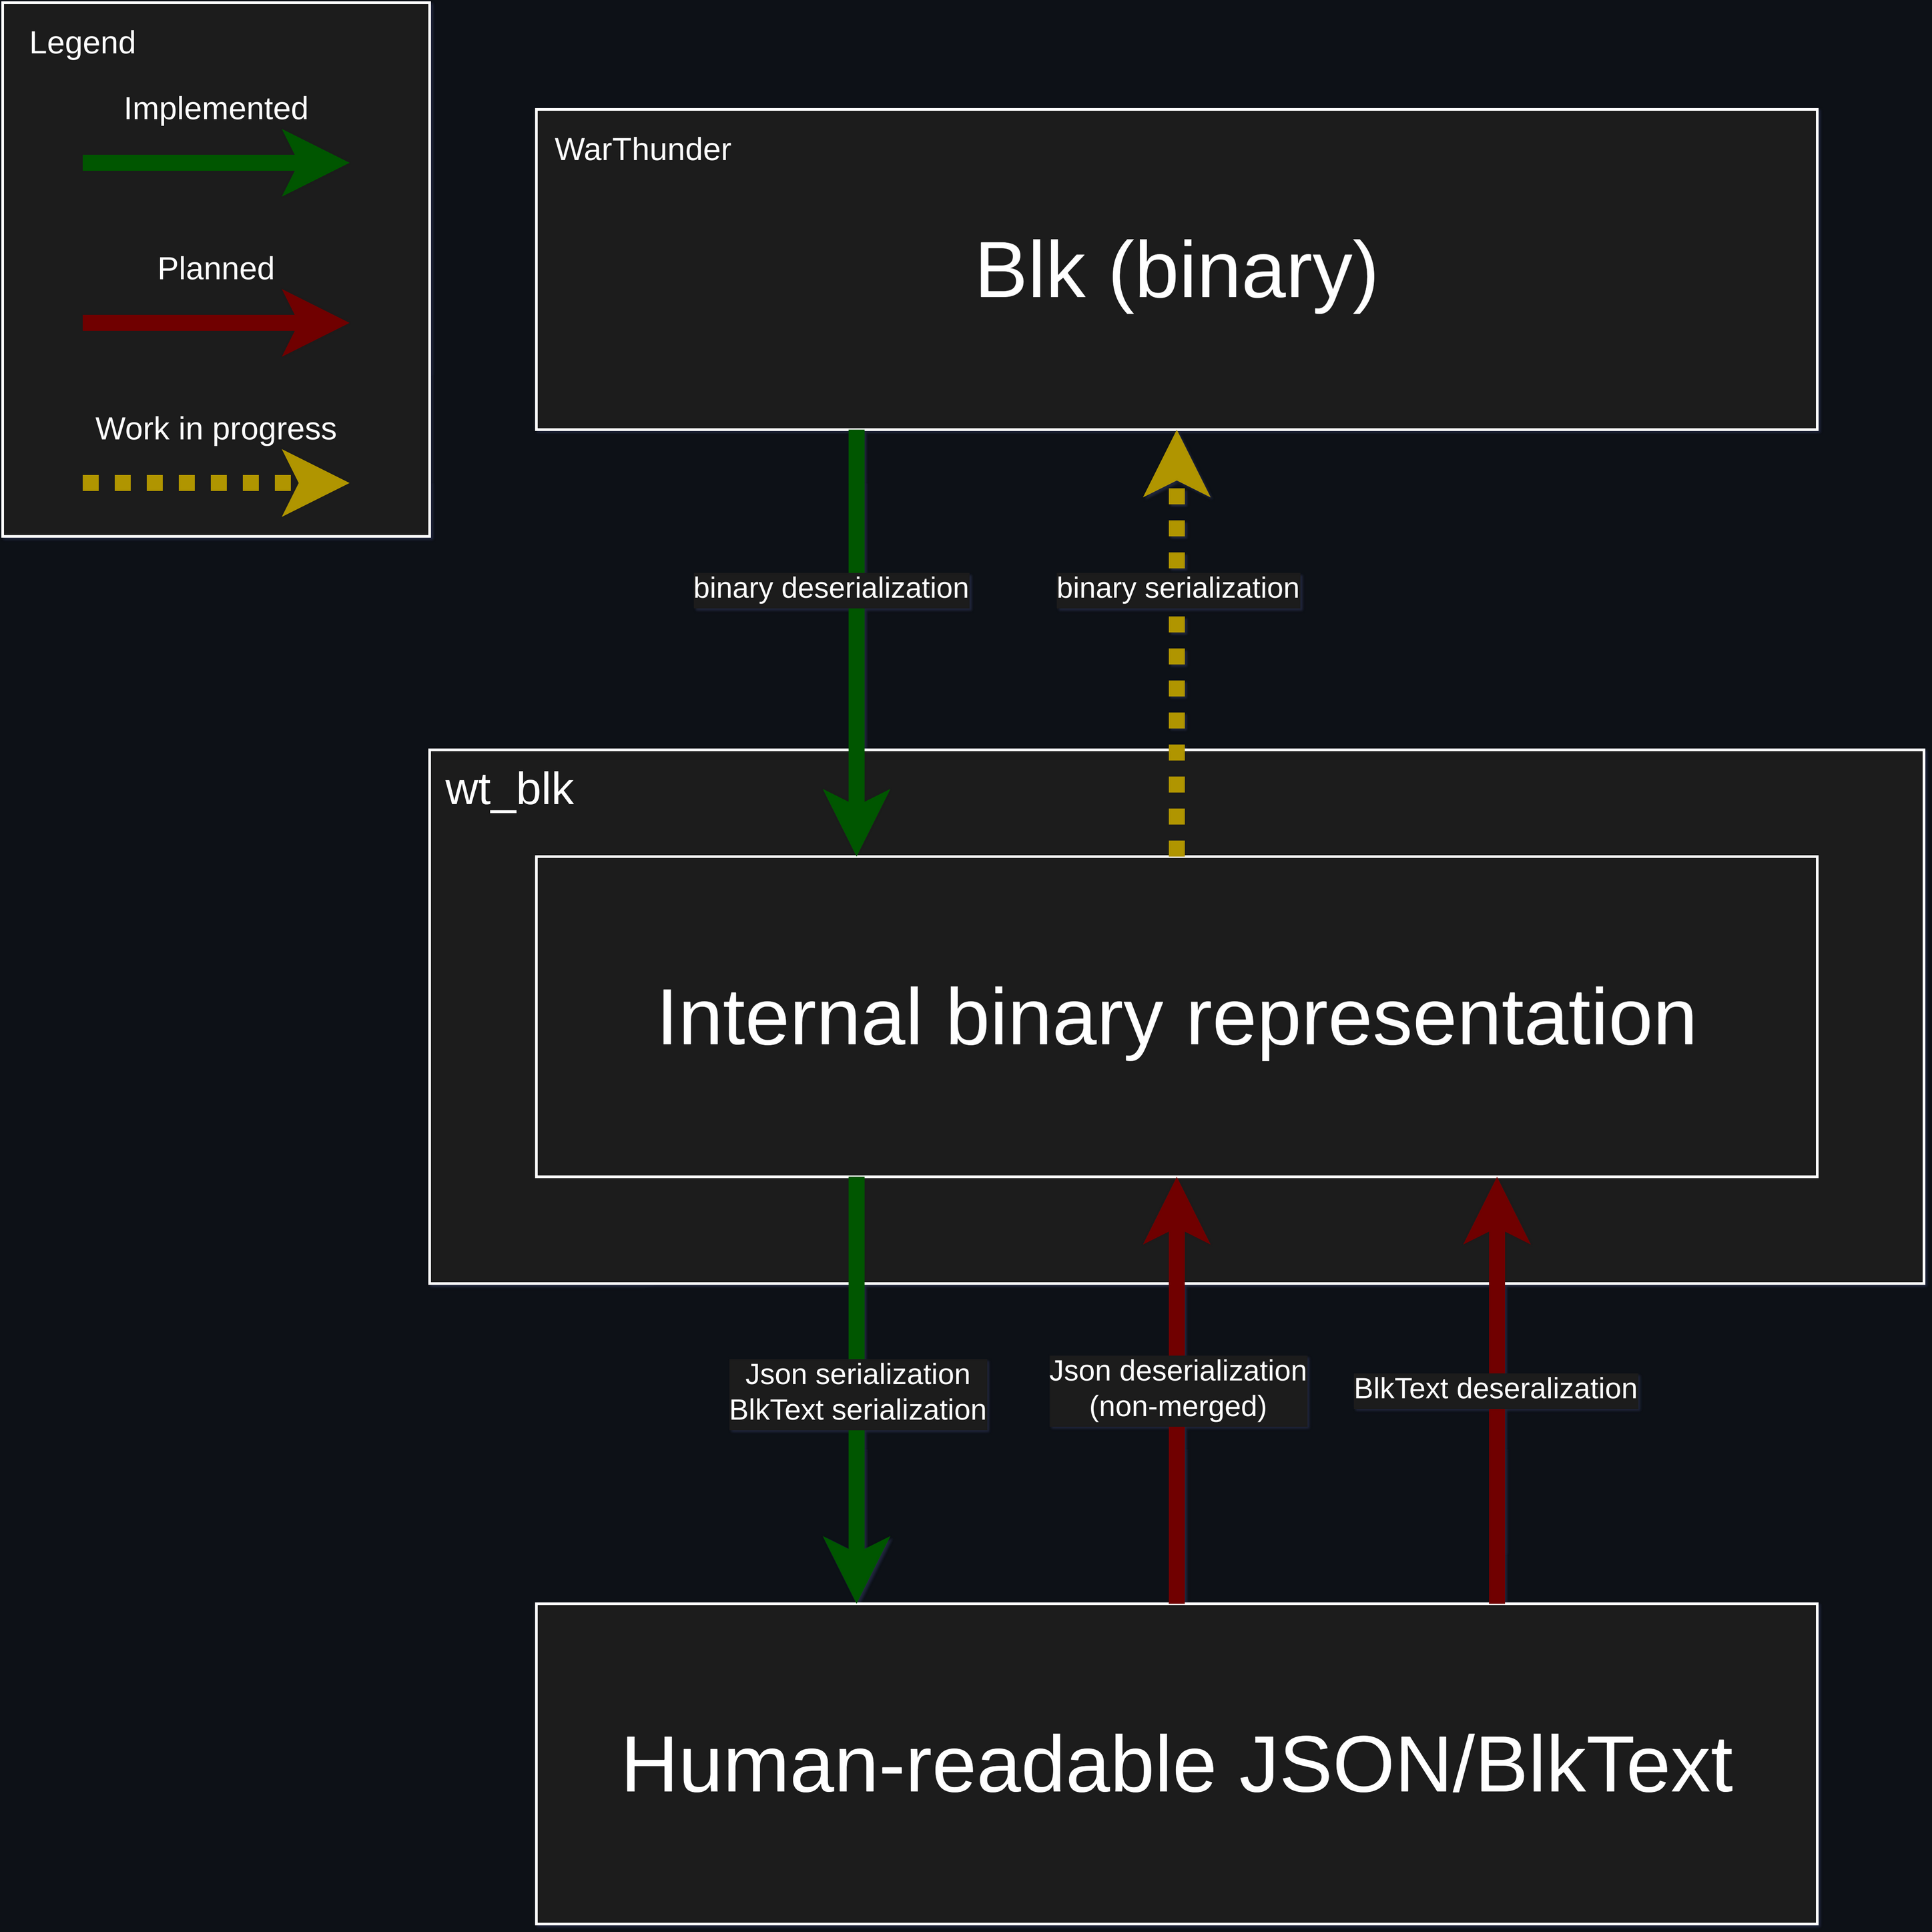 Legend
Implemented
Planned
Work in progress
WarThunder
Blk (binary)
binary deserialization
binary serialization
wt_blk
Internal binary representation
Json serialization
BlkText serialization
Json deserialization
(non-merged)
BlkText deseralization
Human-readable JSON/BlkText